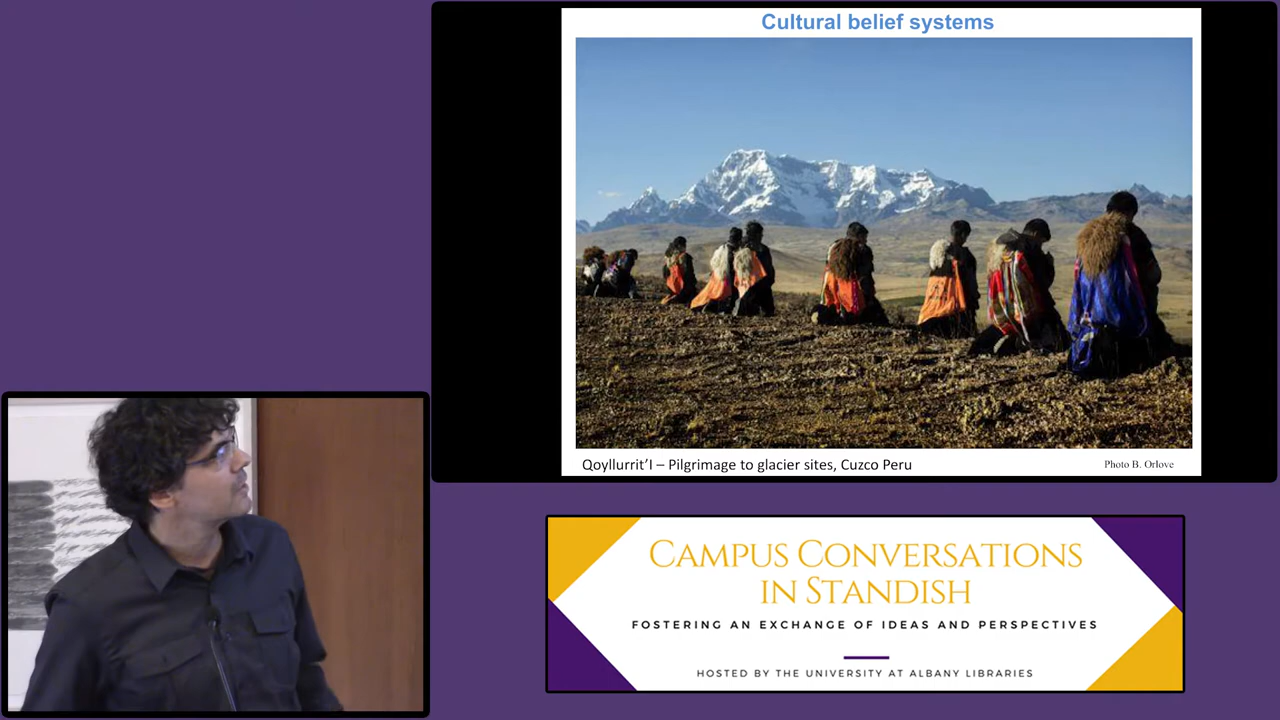 Cultural belief systems
Qoyllurrit’I – Pilgrimage to glacier sites, Cuzco Peru
Photo B. Orlove
CAMPUS CONVERSATIONS
IN STANDISH
FOSTERING AN EXCHANGE OF IDEAS AND PERSPECTIVES
HOSTED BY THE UNIVERSITY AT ALBANY LIBRARIES